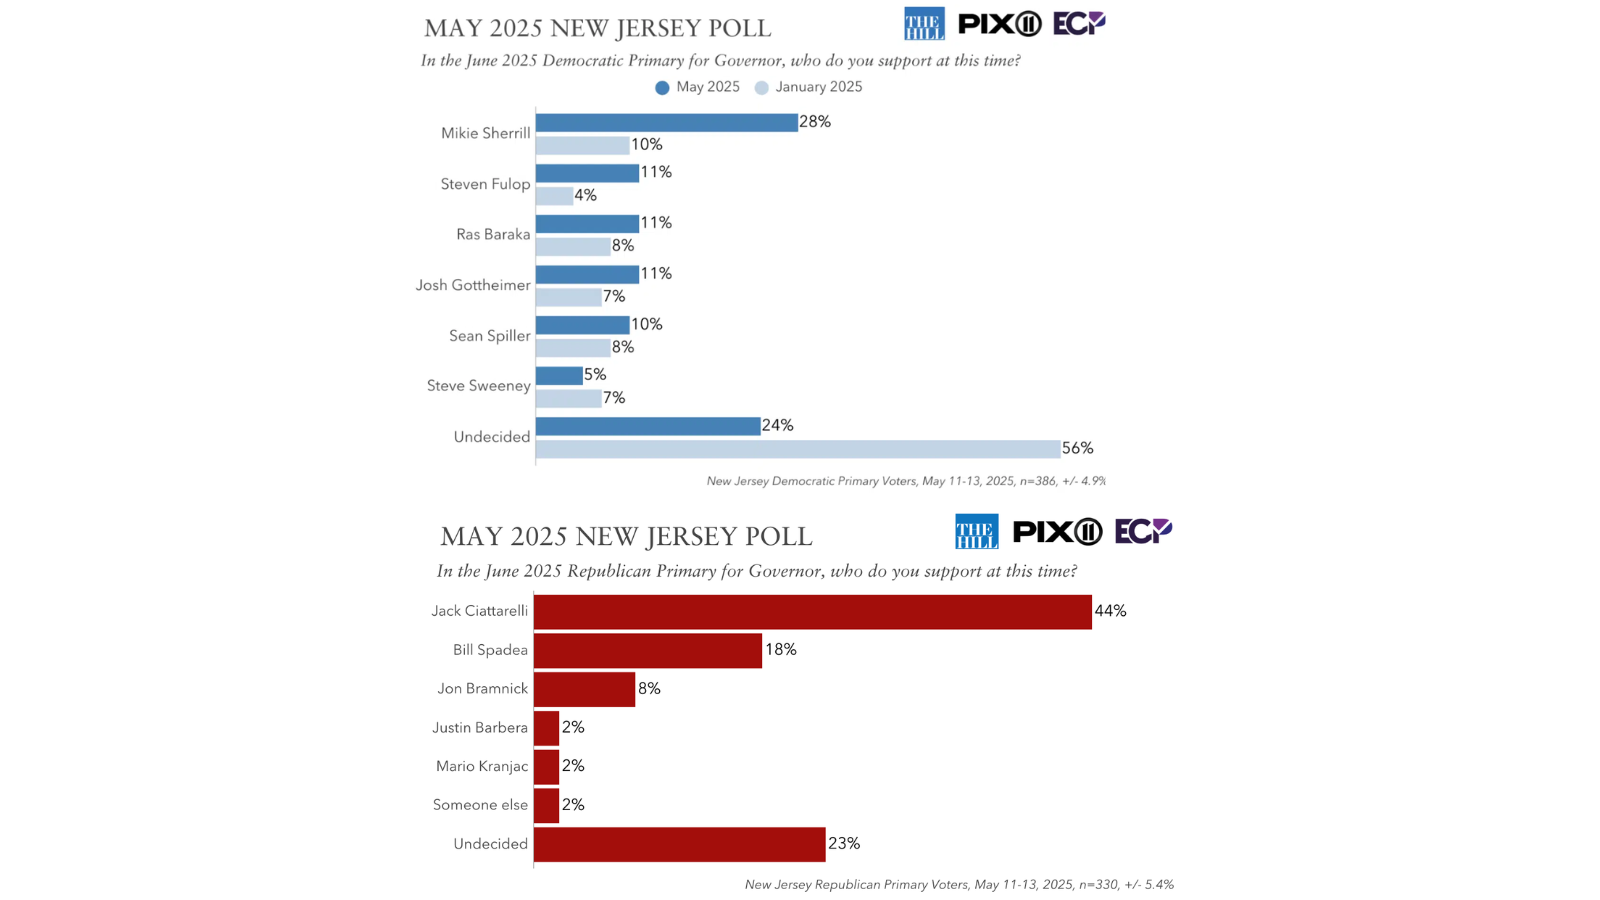 MAY 2025 NEW JERSEY POLL
THE HILL PIX11 ECP
In the June 2025 Democratic Primary for Governor, who do you support at this time?
May 2025 January 2025
Mikie Sherrill 28% 10%
Steven Fulop 11% 4%
Ras Baraka 11% 8%
Josh Gottheimer 11% 7%
Sean Spiller 10% 8%
Steve Sweeney 5% 7%
Undecided 24% 56%
New Jersey Democratic Primary Voters, May 11-13, 2025, n=386, +/- 4.9%
MAY 2025 NEW JERSEY POLL
THE HILL PIX11 ECP
In the June 2025 Republican Primary for Governor, who do you support at this time?
Jack Ciattarelli 44%
Bill Spadea 18%
Jon Bramnick 8%
Justin Barbera 2%
Mario Kranjac 2%
Someone else 2%
Undecided 23%
New Jersey Republican Primary Voters, May 11-13, 2025, n=330, +/- 5.4%